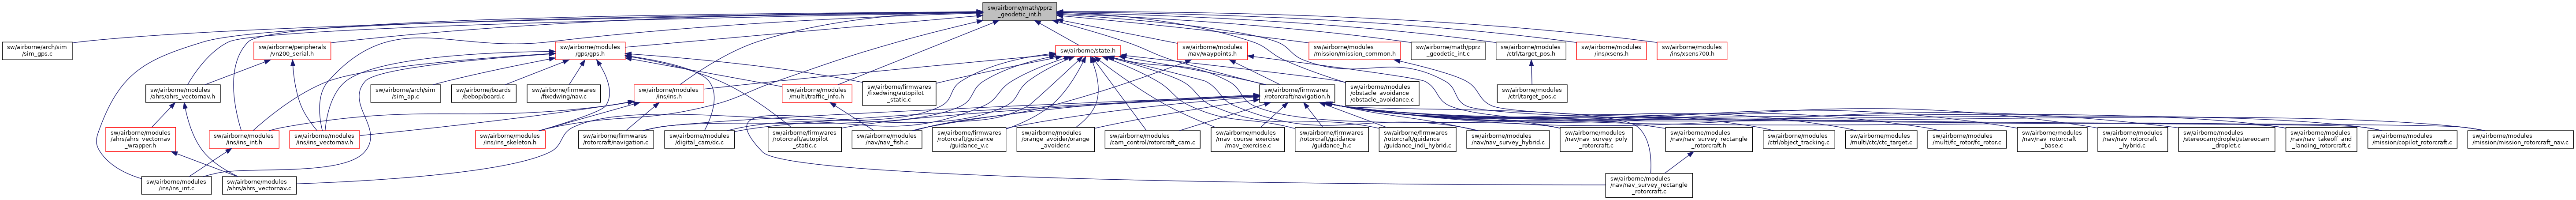 sw/airborne/math/pprz
_geodetic_int.h
sw/airborne/arch/sim
/sim_gps.c
sw/airborne/peripherals
/vn200_serial.h
sw/airborne/modules
/gps/gps.h
sw/airborne/state.h
sw/airborne/modules
/nav/waypoints.h
sw/airborne/modules
/mission/mission_common.h
sw/airborne/math/pprz
_geodetic_int.c
sw/airborne/modules
/ctrl/target_pos.h
sw/airborne/modules
/ins/xsens.h
sw/airborne/modules
/ins/xsens700.h
sw/airborne/modules
/ahrs/ahrs_vectornav.h
sw/airborne/arch/sim
/sim_ap.c
sw/airborne/boards
/bebop/board.c
sw/airborne/firmwares
/fixedwing/nav.c
sw/airborne/modules
/ins/ins.h
sw/airborne/modules
/multi/traffic_info.h
sw/airborne/firmwares
/fixedwing/autopilot
_static.c
sw/airborne/firmwares
/rotorcraft/navigation.h
sw/airborne/modules
/obstacle_avoidance
/obstacle_avoidance.c
sw/airborne/modules
/ctrl/target_pos.c
sw/airborne/modules
/ahrs/ahrs_vectornav
_wrapper.h
sw/airborne/modules
/ins/ins_int.h
sw/airborne/modules
/ins/ins_vectornav.h
sw/airborne/modules
/ins/ins_skeleton.h
sw/airborne/firmwares
/rotorcraft/navigation.c
sw/airborne/modules
/digital_cam/dc.c
sw/airborne/firmwares
/rotorcraft/autopilot
_static.c
sw/airborne/modules
/nav/nav_fish.c
sw/airborne/firmwares
/rotorcraft/guidance
/guidance_v.c
sw/airborne/modules
/orange_avoider/orange
_avoider.c
sw/airborne/modules
/cam_control/rotorcraft_cam.c
sw/airborne/modules
/mav_course_exercise
/mav_exercise.c
sw/airborne/firmwares
/rotorcraft/guidance
/guidance_h.c
sw/airborne/firmwares
/rotorcraft/guidance
/guidance_indi_hybrid.c
sw/airborne/modules
/nav/nav_survey_hybrid.c
sw/airborne/modules
/nav/nav_survey_poly
_rotorcraft.c
sw/airborne/modules
/nav/nav_survey_rectangle
_rotorcraft.h
sw/airborne/modules
/ctrl/object_tracking.c
sw/airborne/modules
/multi/ctc/ctc_target.c
sw/airborne/modules
/multi/fc_rotor/fc_rotor.c
sw/airborne/modules
/nav/nav_rotorcraft
_base.c
sw/airborne/modules
/nav/nav_rotorcraft
_hybrid.c
sw/airborne/modules
/stereocam/droplet/stereocam
_droplet.c
sw/airborne/modules
/nav/nav_takeoff_and
_landing_rotorcraft.c
sw/airborne/modules
/mission/copilot_rotorcraft.c
sw/airborne/modules
/mission/mission_rotorcraft_nav.c
sw/airborne/modules
/ins/ins_int.c
sw/airborne/modules
/ahrs/ahrs_vectornav.c
sw/airborne/modules
/nav/nav_survey_rectangle
_rotorcraft.c